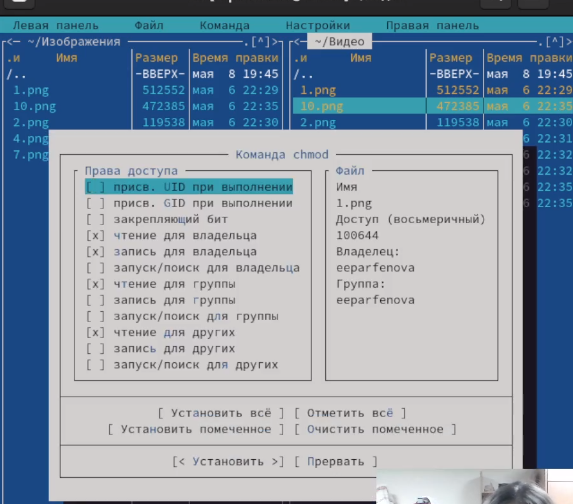 Левая панель Файл Команда Настройки Правая панель
<— ~/Изображения .[^]> <— ~/Видео .[^]>
.и Имя Размер Время правки .и Имя Размер Время правки
/.. -ВВЕРХ- мая 8 19:45 /.. -ВВЕРХ- мая 8 19:45
1.png 512552 мая 6 22:29 1.png 512552 мая 6 22:29
10.png 472385 мая 6 22:35 10.png 472385 мая 6 22:35
2.png 119538 мая 6 22:30 2.png 119538 мая 6 22:30
4.png 6 22:31
7.png 6 22:32
6 22:32
6 22:35
6 22:35
Команда chmod
Права доступа
[ ] присв. UID при выполнении
[ ] присв. GID при выполнении
[ ] закрепляющий бит
[x] чтение для владельца
[x] запись для владельца
[ ] запуск/поиск для владельца
[x] чтение для группы
[ ] запись для группы
[ ] запуск/поиск для группы
[x] чтение для других
[ ] запись для других
[ ] запуск/поиск для других
Файл
Имя
1.png
Доступ (восьмеричный)
100644
Владелец:
eeparfenova
Группа:
eeparfenova
[ Установить всё ] [ Отметить всё ]
[ Установить помеченное ] [ Очистить помеченное ]
[< Установить >] [ Прервать ]